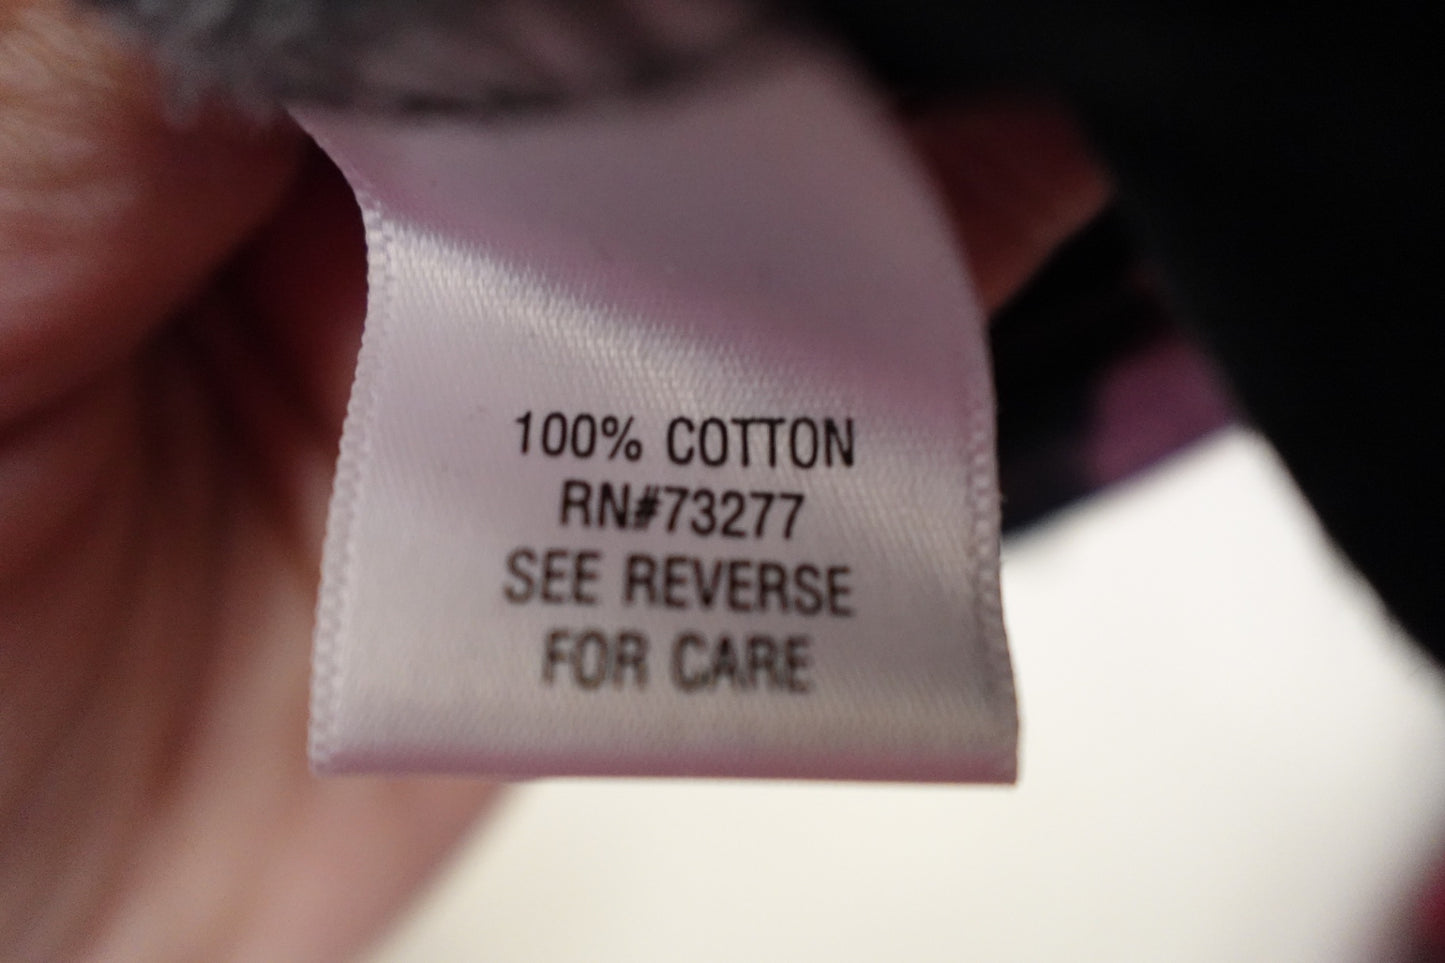 100% COTTON
RN#73277
SEE REVERSE
FOR CARE